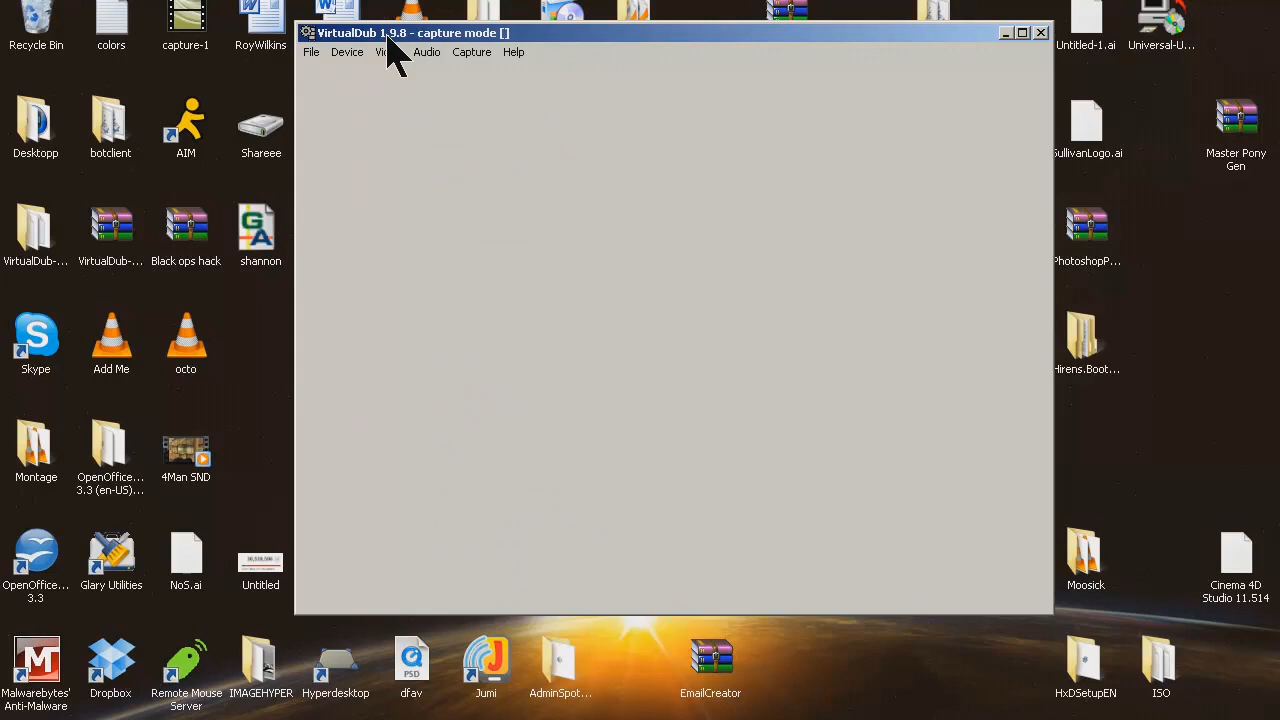 VirtualDub 1.9.8 - capture mode []
File Device Audio Capture Help
Recycle Bin colors capture-1 RoyWilkins
Untitled-1.ai Universal-U...
Desktopp botclient AIM Shareee
SullivanLogo.ai Master Pony
Gen
VirtualDub-... VirtualDub-... Black ops hack shannon
PhotoshopP...
Skype Add Me octo
Hirens.Boot...
Montage OpenOffice...
3.3 (en-US)...
4Man SND
OpenOffice...
3.3
Glary Utilities NoS.ai Untitled
Moosick Cinema 4D
Studio 11.514
Malwarebytes'
Anti-Malware
Dropbox Remote Mouse
Server
IMAGEHYPER Hyperdesktop dfav Jumi AdminSpot... EmailCreator HxDSetupEN ISO
PSD